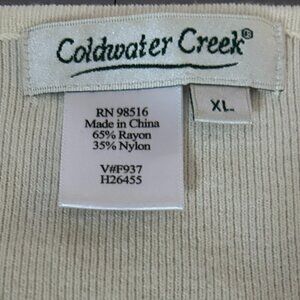 Coldwater Creek®
XL
RN 98516
Made in China
65% Rayon
35% Nylon
V#F937
H26455